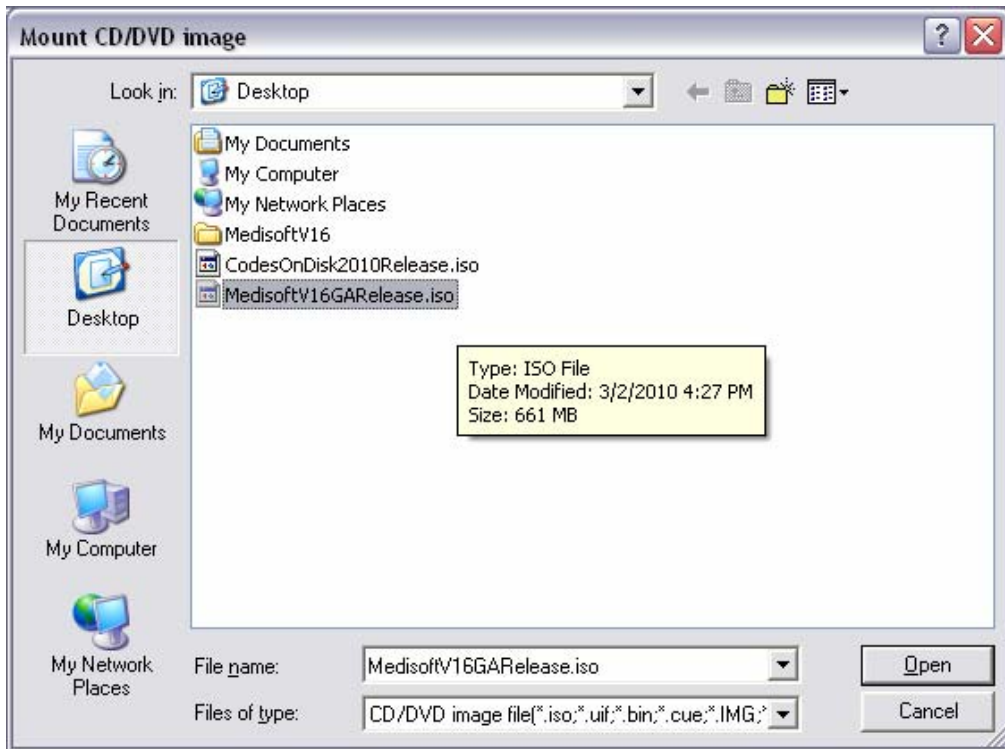 Mount CD/DVD image
Look in:
Desktop
My Recent
Documents
Desktop
My Documents
My Computer
My Network
Places
My Documents
My Computer
My Network Places
MedisoftV16
CodesOnDisk2010Release.iso
MedisoftV16GARelease.iso
Type: ISO File
Date Modified: 3/2/2010 4:27 PM
Size: 661 MB
File name:
MedisoftV16GARelease.iso
Open
Files of type:
CD/DVD image file(*.iso;*.uif;*.bin;*.cue;*.IMG;*
Cancel